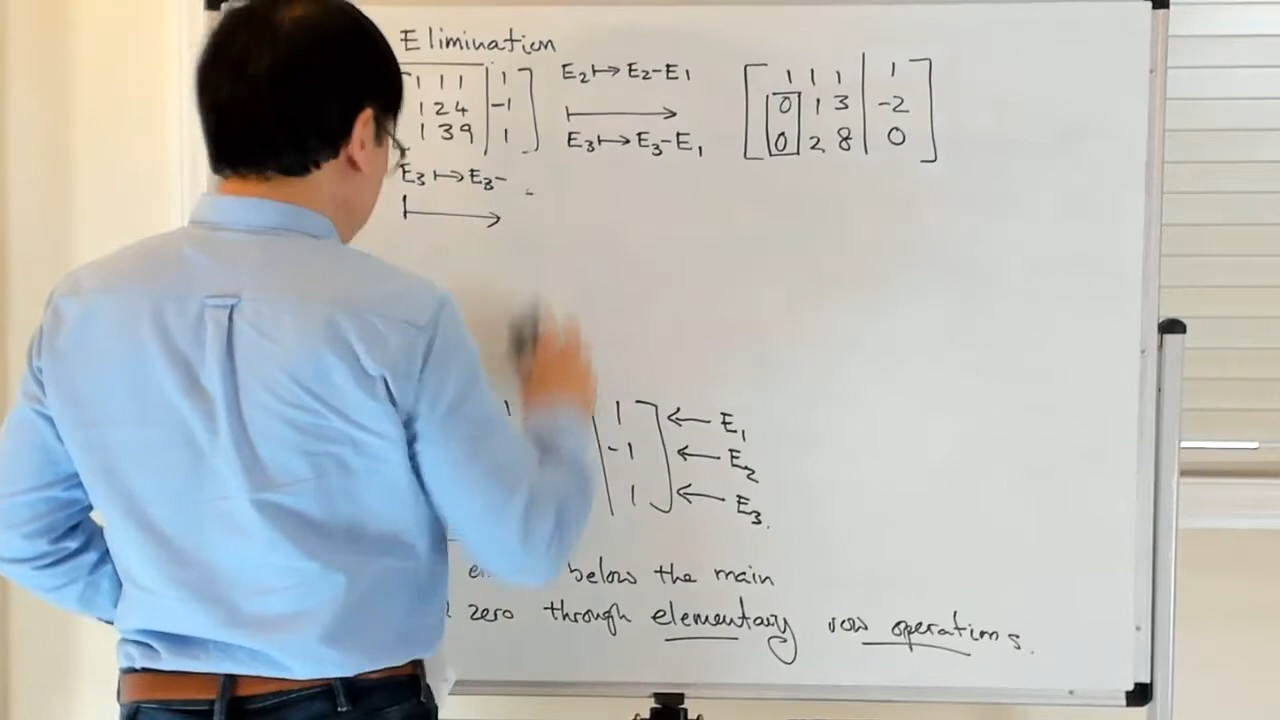 Elimination
1 1 1 | 1 ] E2 ↦ E2-E1 [ 1 1 1 | 1 ]
1 2 4 | -1 ] ⟼ [ 0 1 3 | -2 ]
1 3 9 | 1 ] E3 ↦ E3-E1 [ 0 2 8 | 0 ]
E3 ↦ E3-
⟼
1 | 1 ] ← E1
| -1 ] ← E2
| 1 ] ← E3.
below the main
zero through elementary row operations.